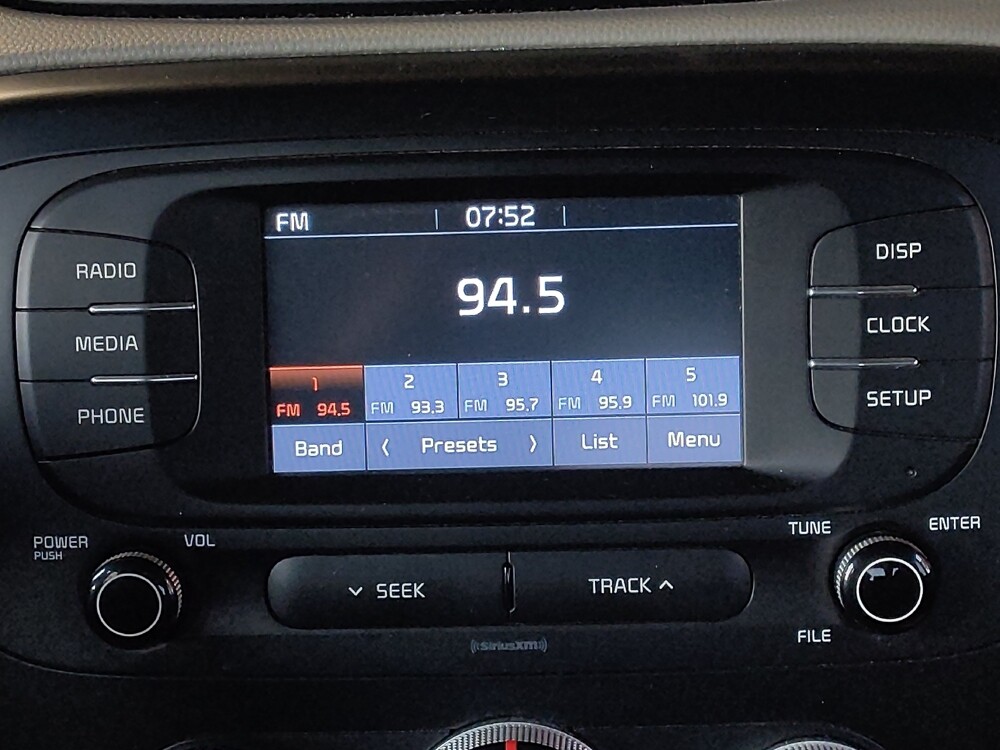 FM 07:52
94.5
1 2 3 4 5
FM 94.5 FM 93.3 FM 95.7 FM 95.9 FM 101.9
Band < Presets > List Menu
RADIO
MEDIA
PHONE
DISP
CLOCK
SETUP
POWER
PUSH
VOL
SEEK
TRACK
TUNE
ENTER
FILE
((SiriusXM))